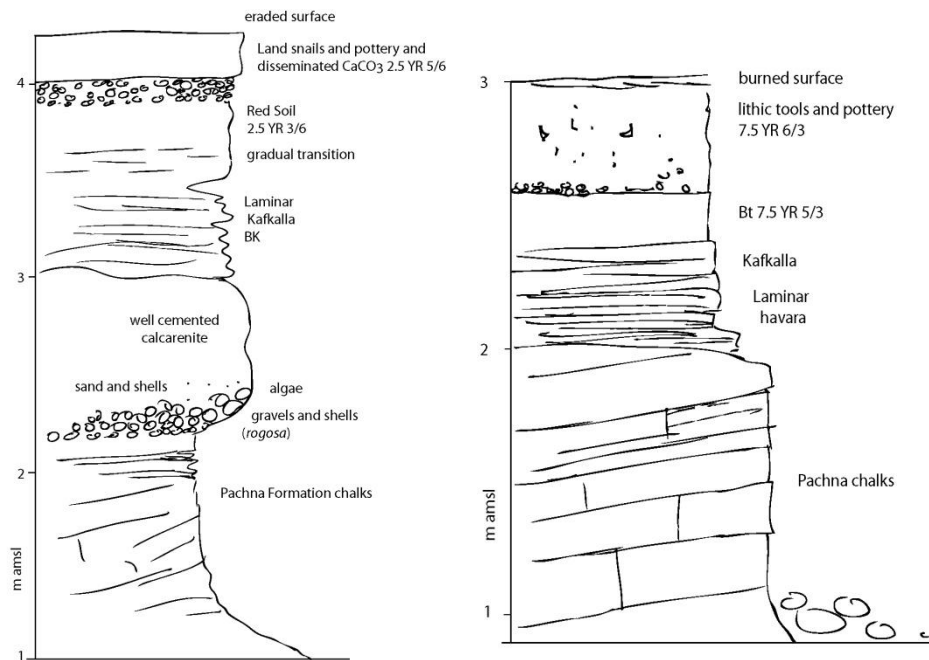 eraded surface
Land snails and pottery and
disseminated CaCO3 2.5 YR 5/6
4
Red Soil
2.5 YR 3/6
gradual transition
Laminar
Kafkalla
BK
3
well cemented
calcarenite
sand and shells
algae
gravels and shells
(rogosa)
2
Pachna Formation chalks
m amsl
1
3
burned surface
lithic tools and pottery
7.5 YR 6/3
Bt 7.5 YR 5/3
Kafkalla
Laminar
havara
2
Pachna chalks
m amsl
1